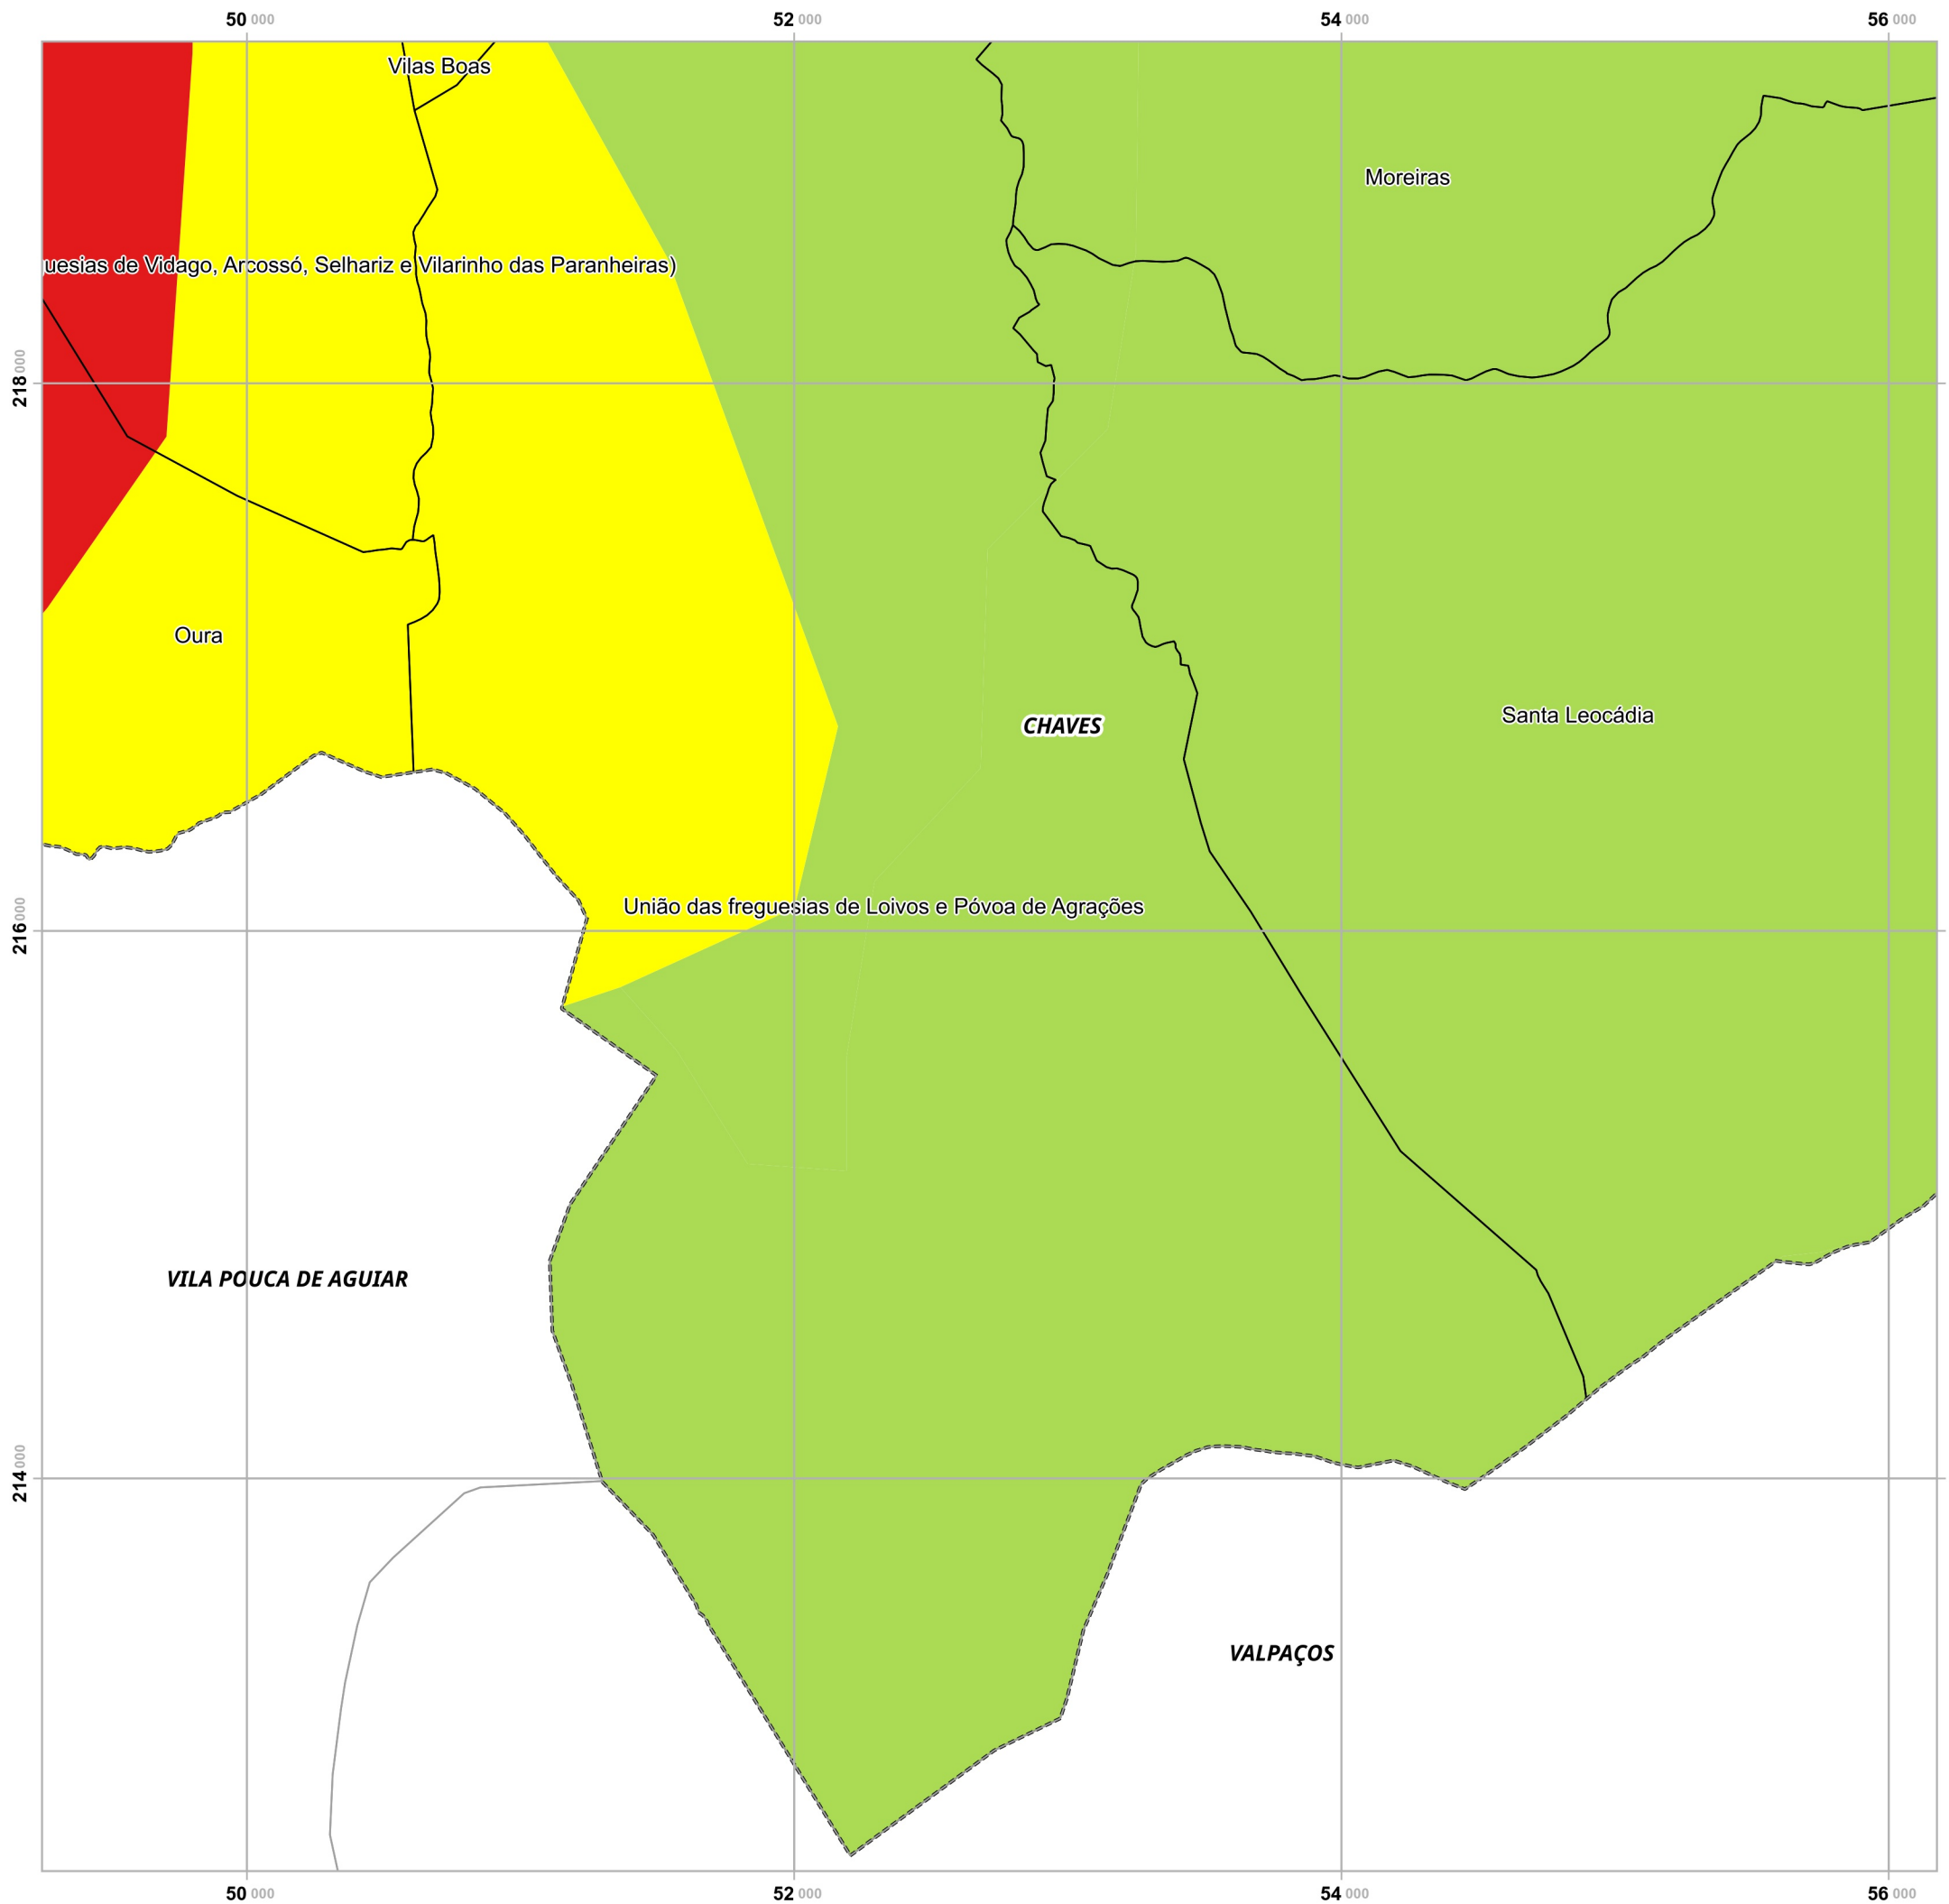 50 000 52 000 54 000 56 000
Vilas Boas
Moreiras
uesias de Vidago, Arcossó, Selhariz e Vilarinho das Paranheiras)
218 000
Oura
Santa Leocádia
CHAVES
União das freguesias de Loivos e Póvoa de Agrações
216 000
VILA POUCA DE AGUIAR
214 000
VALPAÇOS
50 000 52 000 54 000 56 000